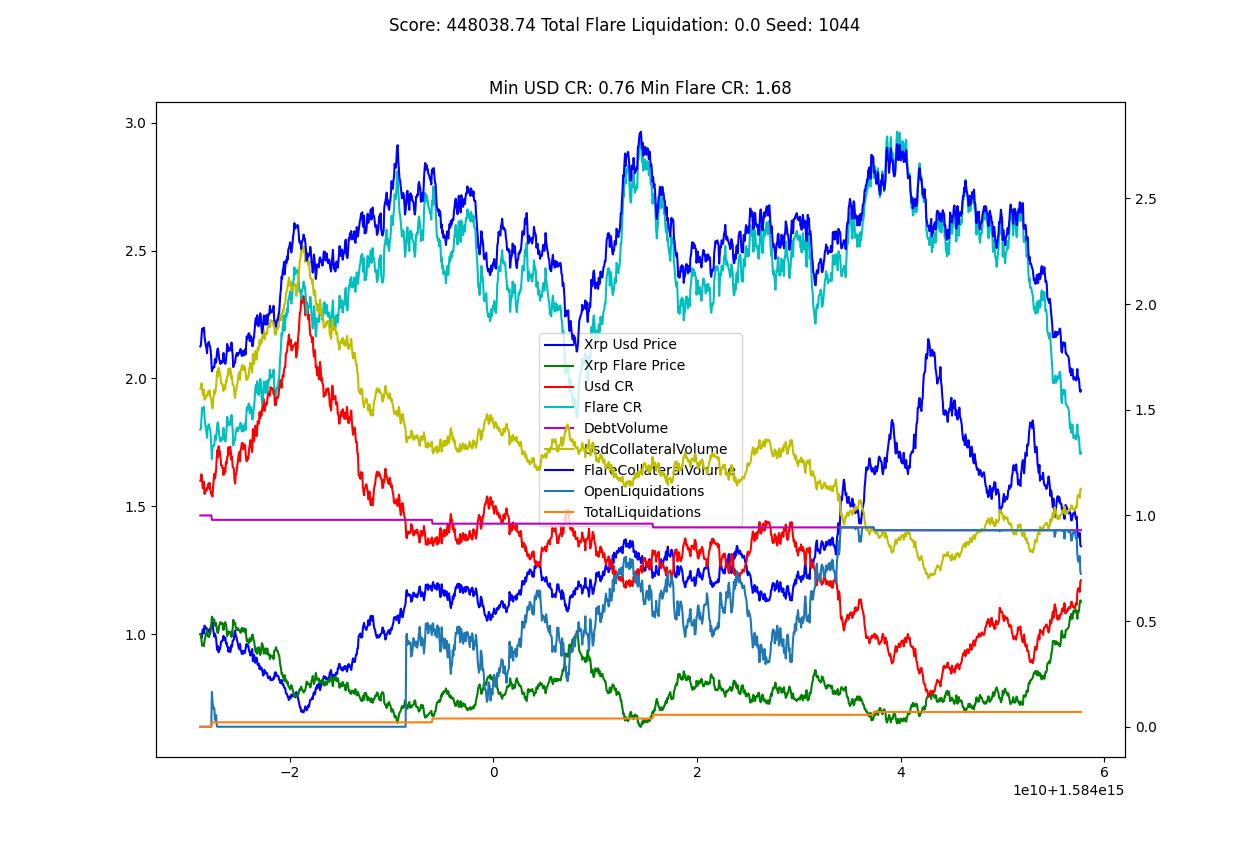 Score: 448038.74 Total Flare Liquidation: 0.0 Seed: 1044
Min USD CR: 0.76 Min Flare CR: 1.68
3.0
2.5
2.0
1.5
1.0
2.5
2.0
1.5
1.0
0.5
0.0
Xrp Usd Price
Xrp Flare Price
Usd CR
Flare CR
DebtVolume
UsdCollateralVolume
FlareCollateralVolume
OpenLiquidations
TotalLiquidations
−2 0 2 4 6
1e10+1.584e15